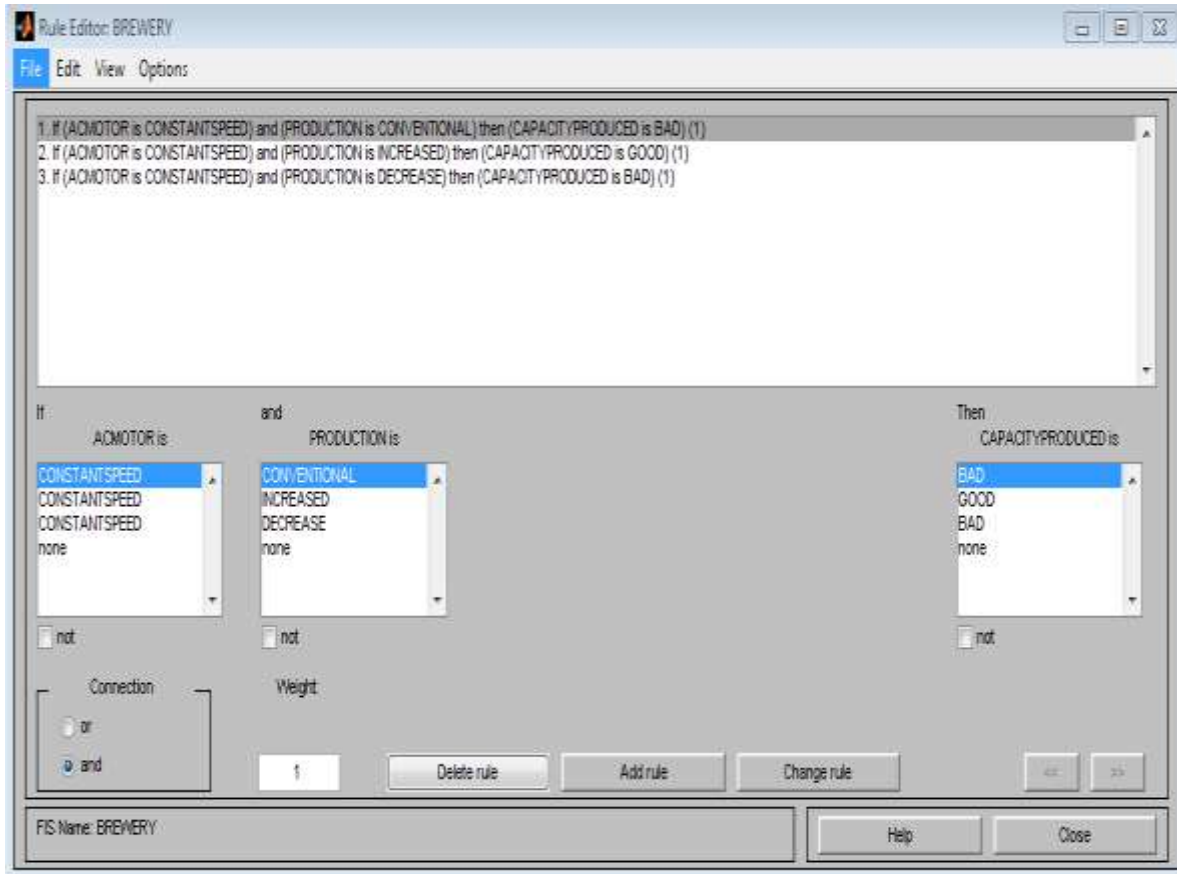 Rule Editor: BREWERY
File Edit View Options
1. If (ACMOTOR is CONSTANTSPEED) and (PRODUCTION is CONVENTIONAL) then (CAPACITYPRODUCED is BAD) (1)
2. If (ACMOTOR is CONSTANTSPEED) and (PRODUCTION is INCREASED) then (CAPACITYPRODUCED is GOOD) (1)
3. If (ACMOTOR is CONSTANTSPEED) and (PRODUCTION is DECREASE) then (CAPACITYPRODUCED is BAD) (1)
If and Then
ACMOTOR is PRODUCTION is CAPACITYPRODUCED is
CONSTANTSPEED CONVENTIONAL BAD
CONSTANTSPEED INCREASED GOOD
CONSTANTSPEED DECREASE BAD
none none none
not not not
Connection Weight:
or
and 1 Delete rule Add rule Change rule << >>
FIS Name: BREWERY Help Close